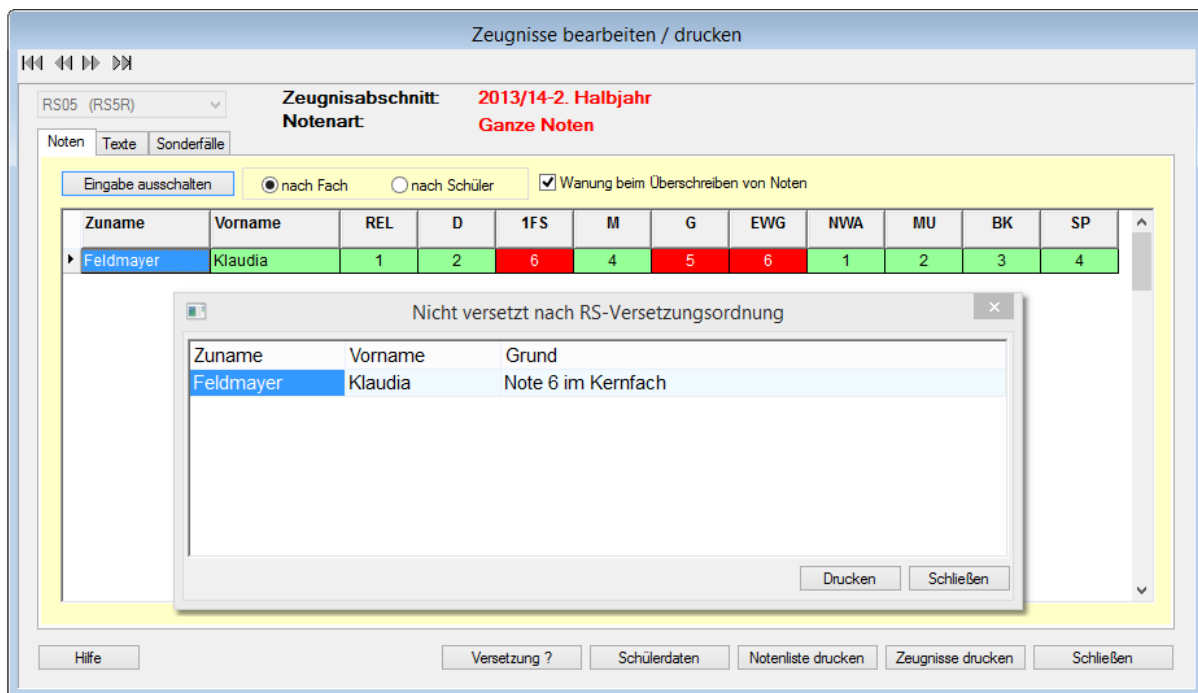 Zeugnisse bearbeiten / drucken
RS05 (RS5R)
Zeugnisabschnitt: 2013/14-2. Halbjahr
Notenart: Ganze Noten
Noten Texte Sonderfälle
Eingabe ausschalten nach Fach nach Schüler Wanung beim Überschreiben von Noten
Zuname Vorname REL D 1FS M G EWG NWA MU BK SP
Feldmayer Klaudia 1 2 6 4 5 6 1 2 3 4
Nicht versetzt nach RS-Versetzungsordnung
Zuname Vorname Grund
Feldmayer Klaudia Note 6 im Kernfach
Drucken Schließen
Hilfe Versetzung ? Schülerdaten Notenliste drucken Zeugnisse drucken Schließen